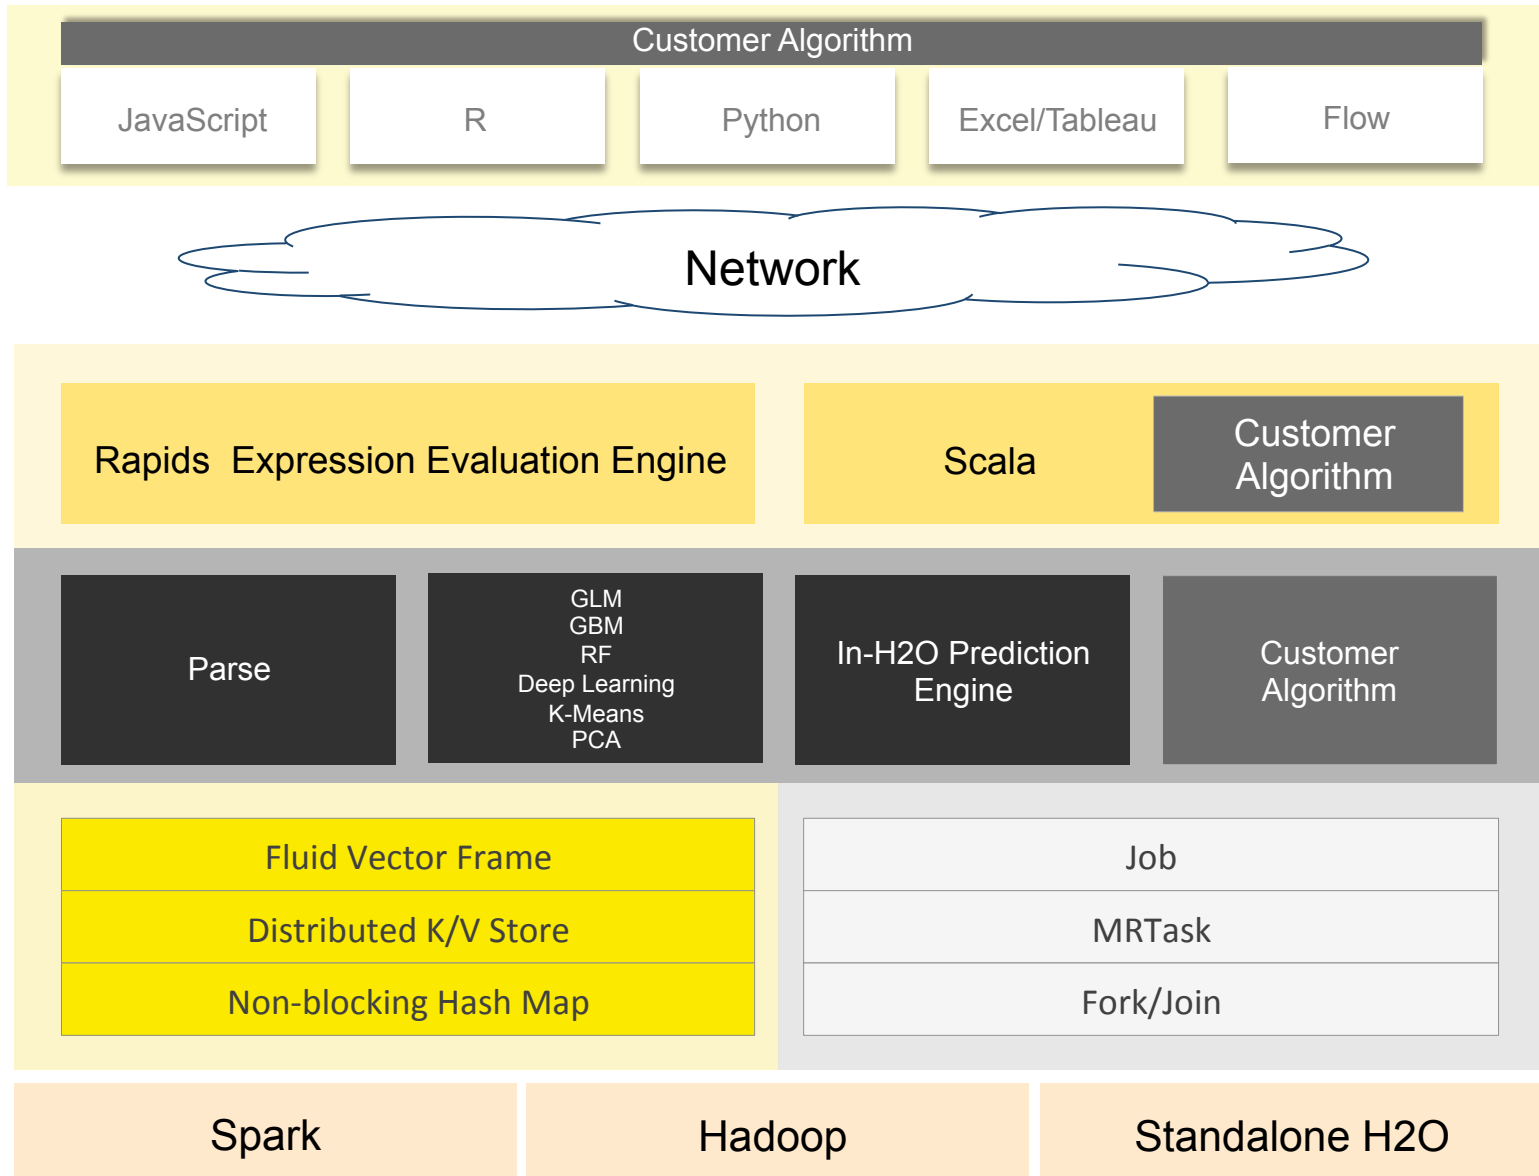 Customer Algorithm
JavaScript
R
Python
Excel/Tableau
Flow
Network
Rapids  Expression Evaluation Engine
Scala
Customer
Algorithm
Parse
GLM
GBM
RF
Deep Learning
K-Means
PCA
In-H2O Prediction
Engine
Customer
Algorithm
Fluid Vector Frame
Distributed K/V Store
Non-blocking Hash Map
Job
MRTask
Fork/Join
Spark
Hadoop
Standalone H2O